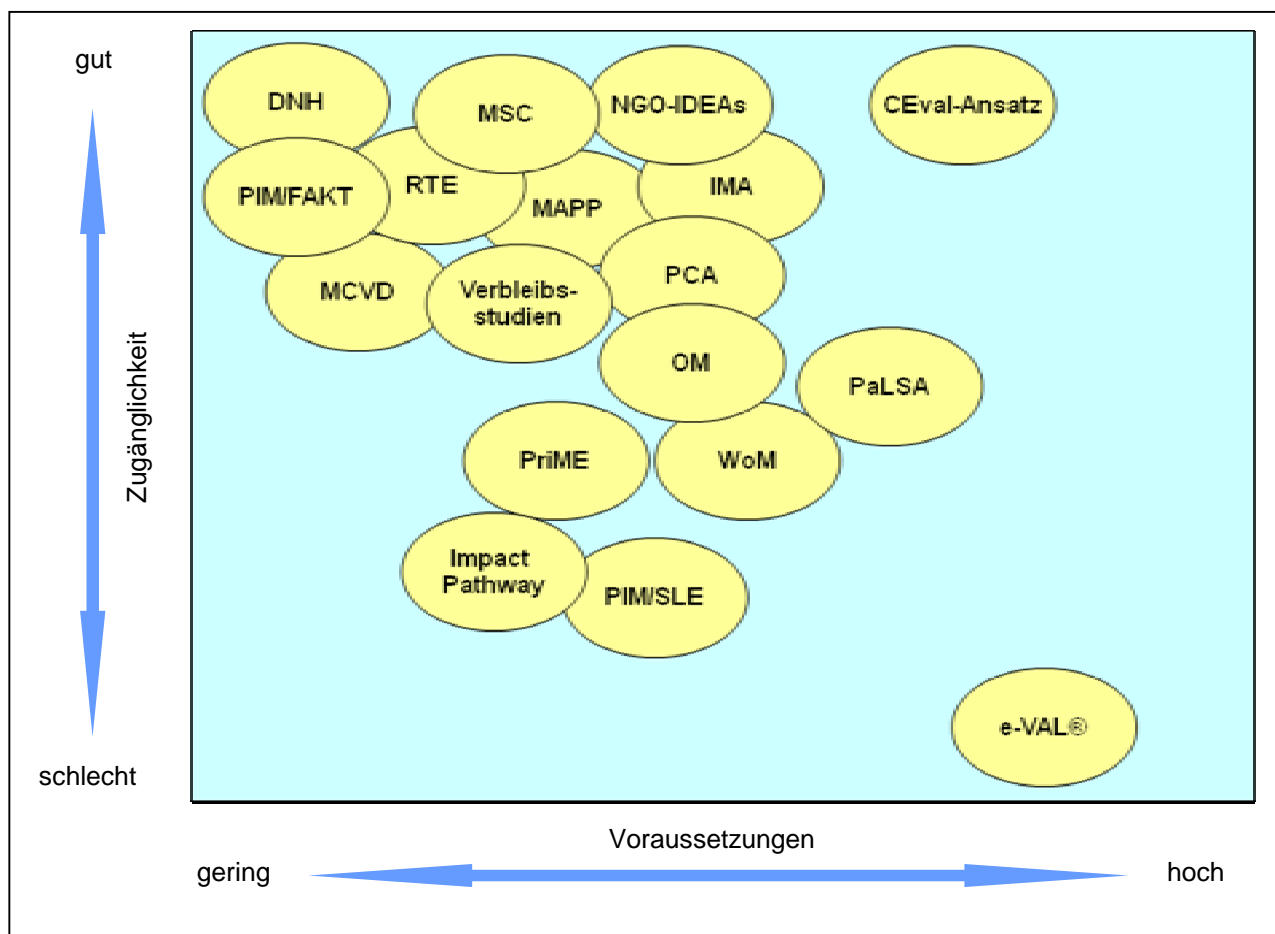 gut
DNH
MSC
NGO-IDEAs
CEval-Ansatz
PIM/FAKT
RTE
MAPP
IMA
MCVD
Verbleibs-
studien
PCA
OM
PaLSA
Zugänglichkeit
PriME
WoM
Impact
Pathway
PIM/SLE
e-VAL®
schlecht
Voraussetzungen
gering
hoch